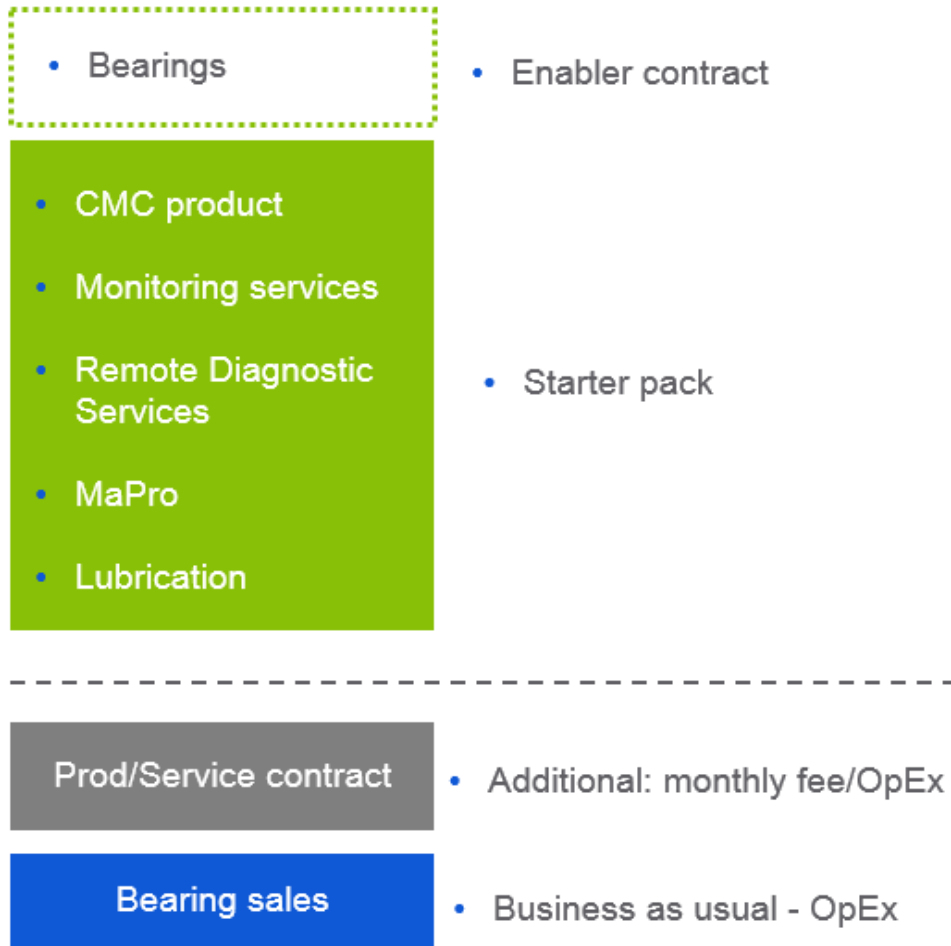 • Bearings
• Enabler contract
• CMC product
• Monitoring services
• Remote Diagnostic
Services
• Starter pack
• MaPro
• Lubrication
Prod/Service contract
• Additional: monthly fee/OpEx
Bearing sales
• Business as usual - OpEx